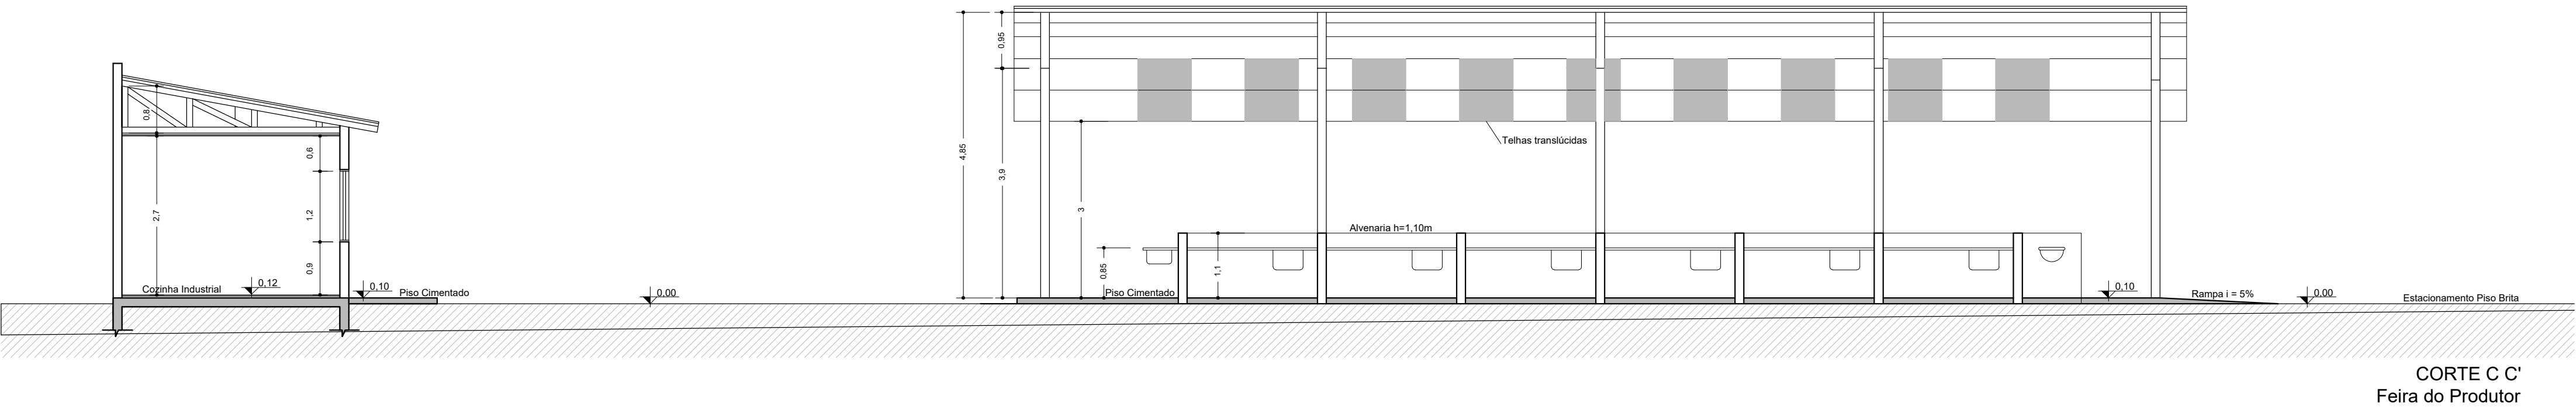 0,8
2,7
0,6
1,2
0,9
Cozinha Industrial
0,12
0,10
Piso Cimentado
0,00
4,85
0,95
3,9
3
0,85
1,1
Telhas translúcidas
Alvenaria h=1,10m
Piso Cimentado
0,10
Rampa i = 5%
0,00
Estacionamento Piso Brita
CORTE C C'
Feira do Produtor